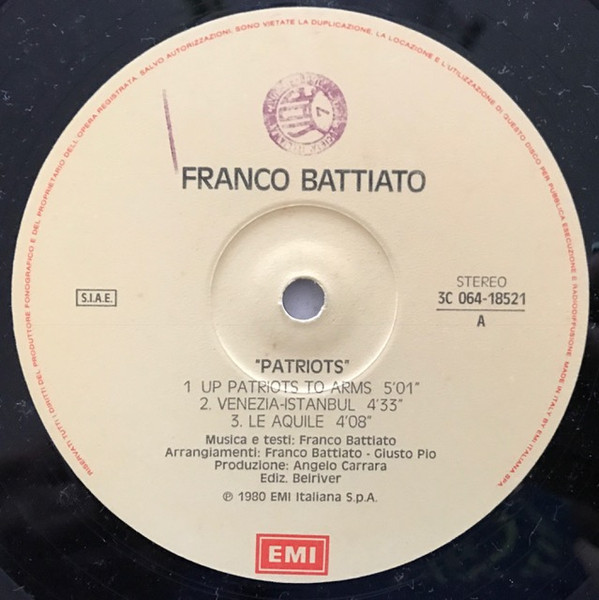 RISERVATI TUTTI I DIRITTI DEL PRODUTTORE FONOGRAFICO E DEL PROPRIETARIO DELL'OPERA REGISTRATA. SALVO AUTORIZZAZIONI, SONO VIETATE LA DUPLICAZIONE, LA LOCAZIONE E L'UTILIZZAZIONE DI QUESTO DISCO PER PUBBLICA ESECUZIONE E RADIODIFFUSIONE. MADE IN ITALY BY EMI ITALIANA SPA
7
FRANCO BATTIATO
S.I.A.E.
STEREO
3C 064-18521
A
"PATRIOTS"
1 UP PATRIOTS TO ARMS 5'01"
2. VENEZIA-ISTANBUL 4'33"
3. LE AQUILE 4'08"
Musica e testi: Franco Battiato
Arrangiamenti: Franco Battiato - Giusto Pio
Produzione: Angelo Carrara
Ediz. Belriver
℗ 1980 EMI Italiana S.p.A.
EMI